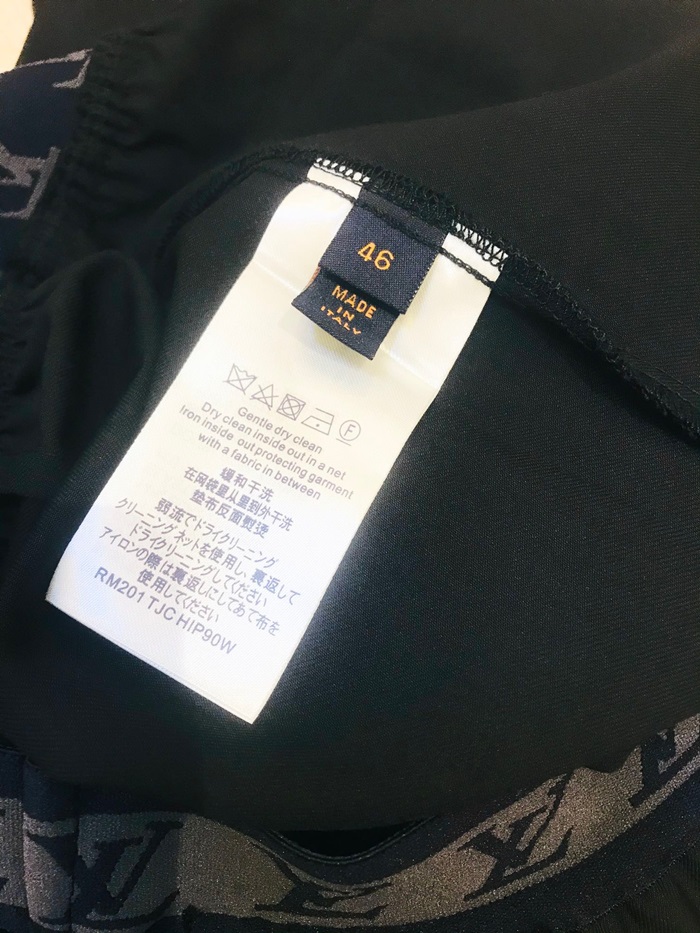 46
MADE
IN
ITALY
F
Gentle dry clean
Dry clean inside out in a net
Iron inside out protecting garment
with a fabric in between
缓和干洗
在网袋里从里到外干洗
垫布反面熨烫
弱流でドライクリーニング
クリーニングネットを使用し、裏返して
ドライクリーニングしてください
アイロンの際は裏返しにしてあて布を
使用してください
RM201 TJC HIP90W
LV
LV
LV
LV